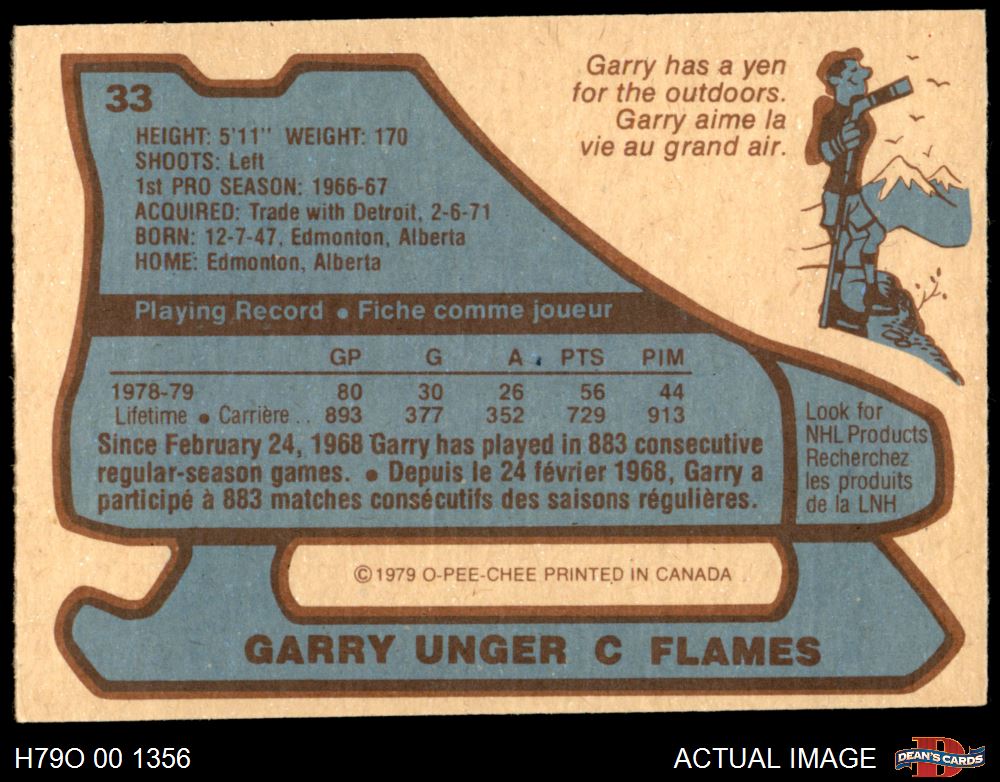 33
HEIGHT: 5'11" WEIGHT: 170
SHOOTS: Left
1st PRO SEASON: 1966-67
ACQUIRED: Trade with Detroit, 2-6-71
BORN: 12-7-47, Edmonton, Alberta
HOME: Edmonton, Alberta
Garry has a yen
for the outdoors.
Garry aime la
vie au grand air.
Playing Record • Fiche comme joueur
GP G A PTS PIM
1978-79 80 30 26 56 44
Lifetime • Carrière .. 893 377 352 729 913
Since February 24, 1968 Garry has played in 883 consecutive
regular-season games. • Depuis le 24 février 1968, Garry a
participé à 883 matches consécutifs des saisons régulières.
Look for
NHL Products
Recherchez
les produits
de la LNH
© 1979 O-PEE-CHEE PRINTED IN CANADA
GARRY UNGER C FLAMES
H79O 00 1356
ACTUAL IMAGE
D
DEAN'S CARDS